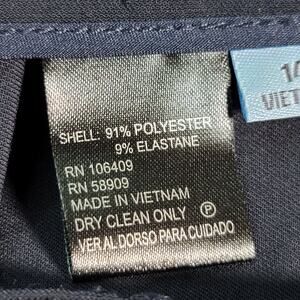 SHELL: 91% POLYESTER
9% ELASTANE
RN 106409
RN 58909
MADE IN VIETNAM
DRY CLEAN ONLY Ⓟ
VER AL DORSO PARA CUIDADO